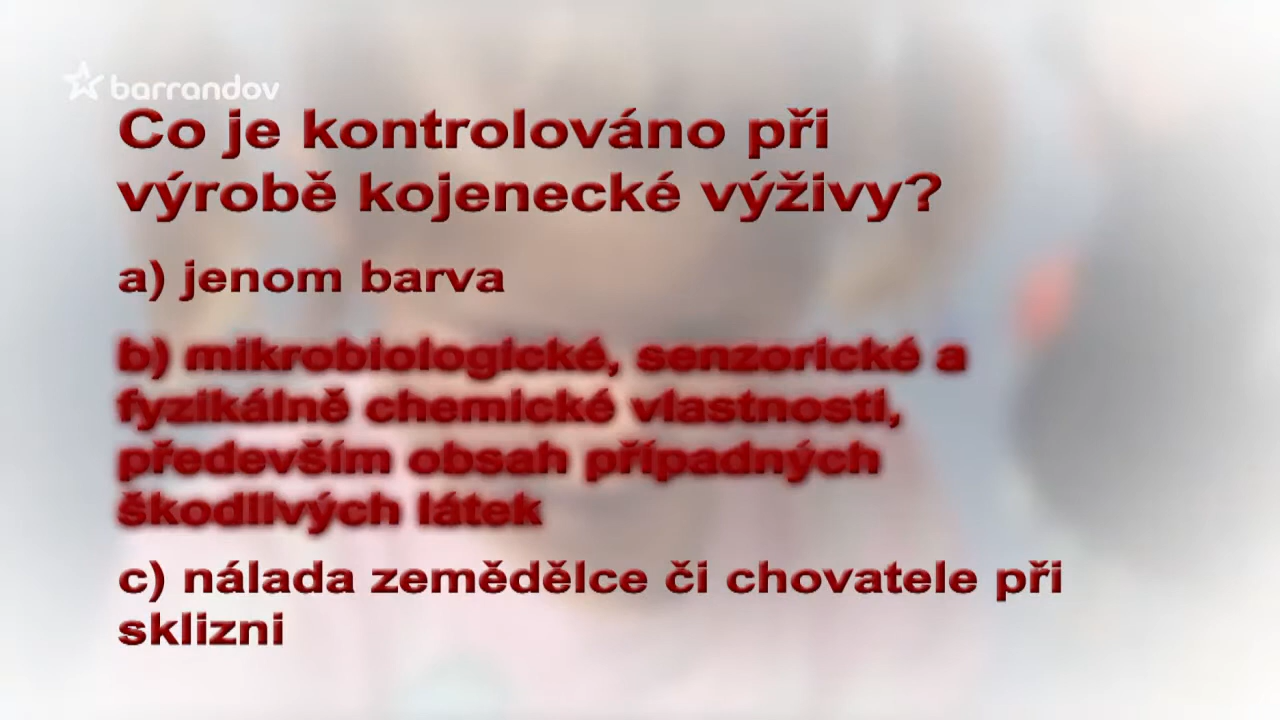 barrandov
Co je kontrolováno při
výrobě kojenecké výživy?
a) jenom barva
b) mikrobiologické, senzorické a
fyzikálně chemické vlastnosti,
především obsah případných
škodlivých látek
c) nálada zemědělce či chovatele při
sklizni